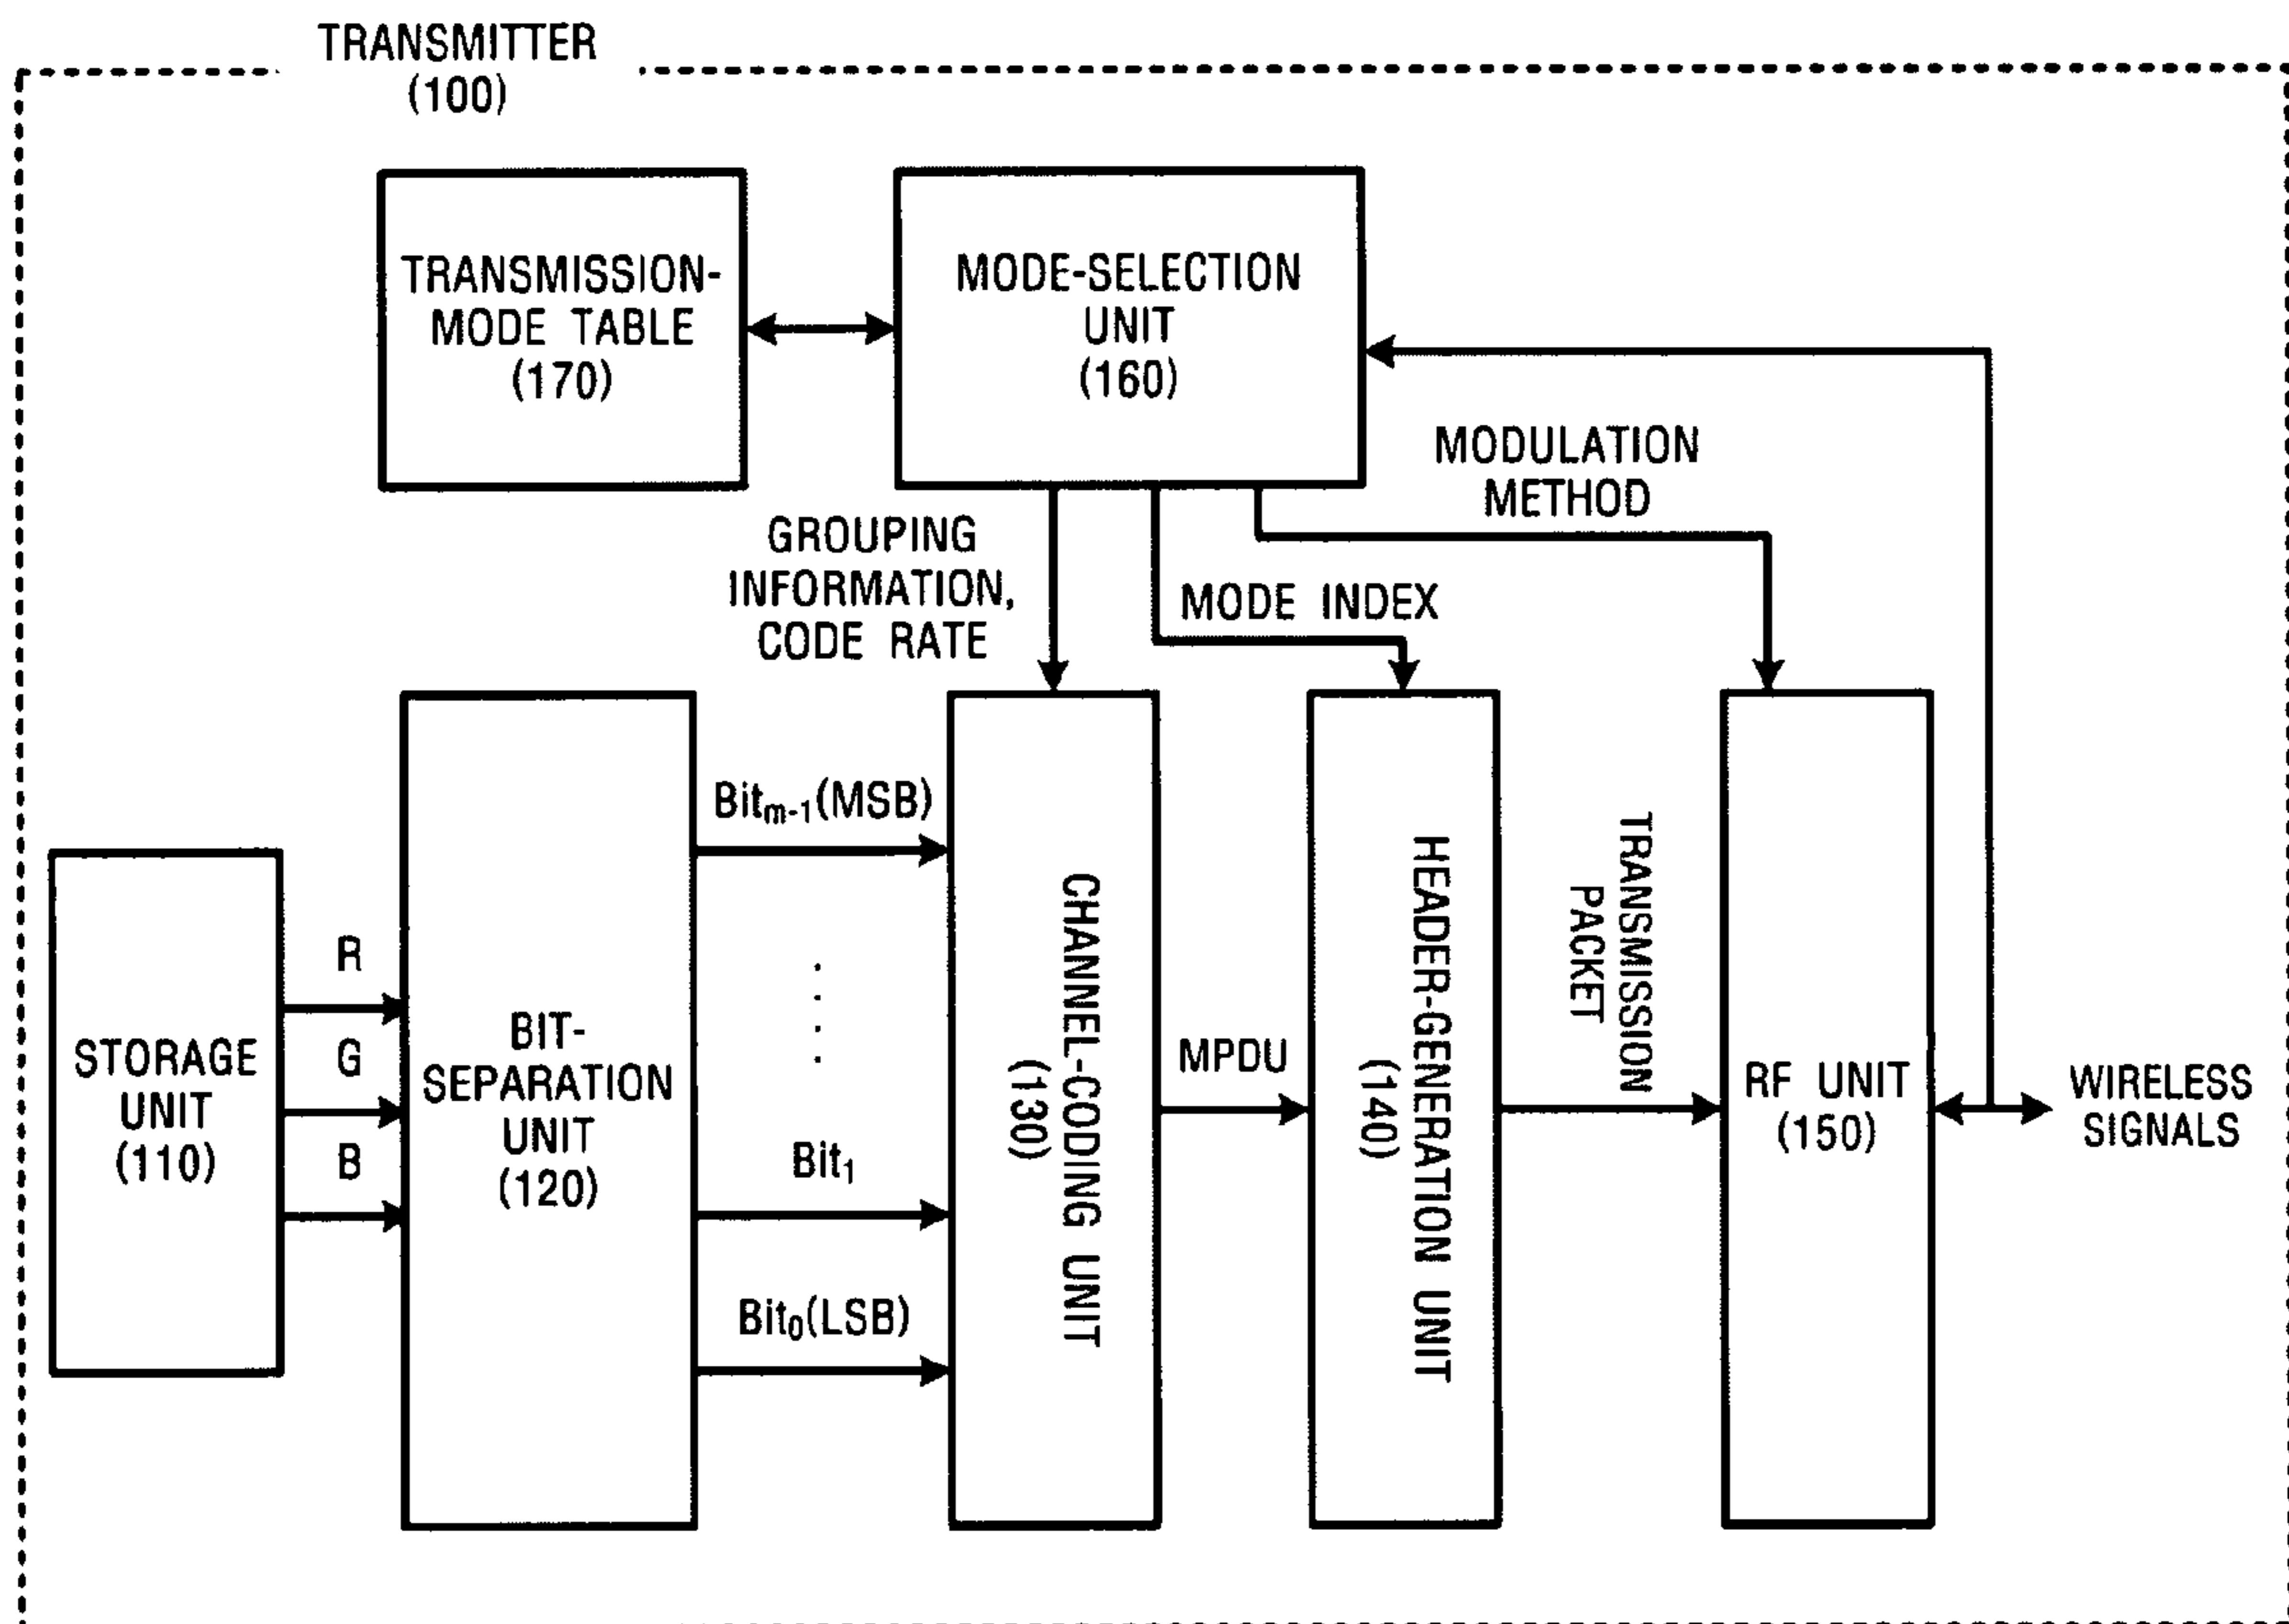 TRANSMITTER
(100)
TRANSMISSION-
MODE TABLE
(170)
MODE-SELECTION
UNIT
(160)
MODULATION
METHOD
GROUPING
INFORMATION,
CODE RATE
MODE INDEX
STORAGE
UNIT
(110)
R
G
B
BIT-
SEPARATION
UNIT
(120)
Bitm-1(MSB)
Bit1
Bit0(LSB)
CHANNEL-CODING UNIT
(130)
MPDU
HEADER-GENERATION UNIT
(140)
TRANSMISSION
PACKET
RF UNIT
(150)
WIRELESS
SIGNALS